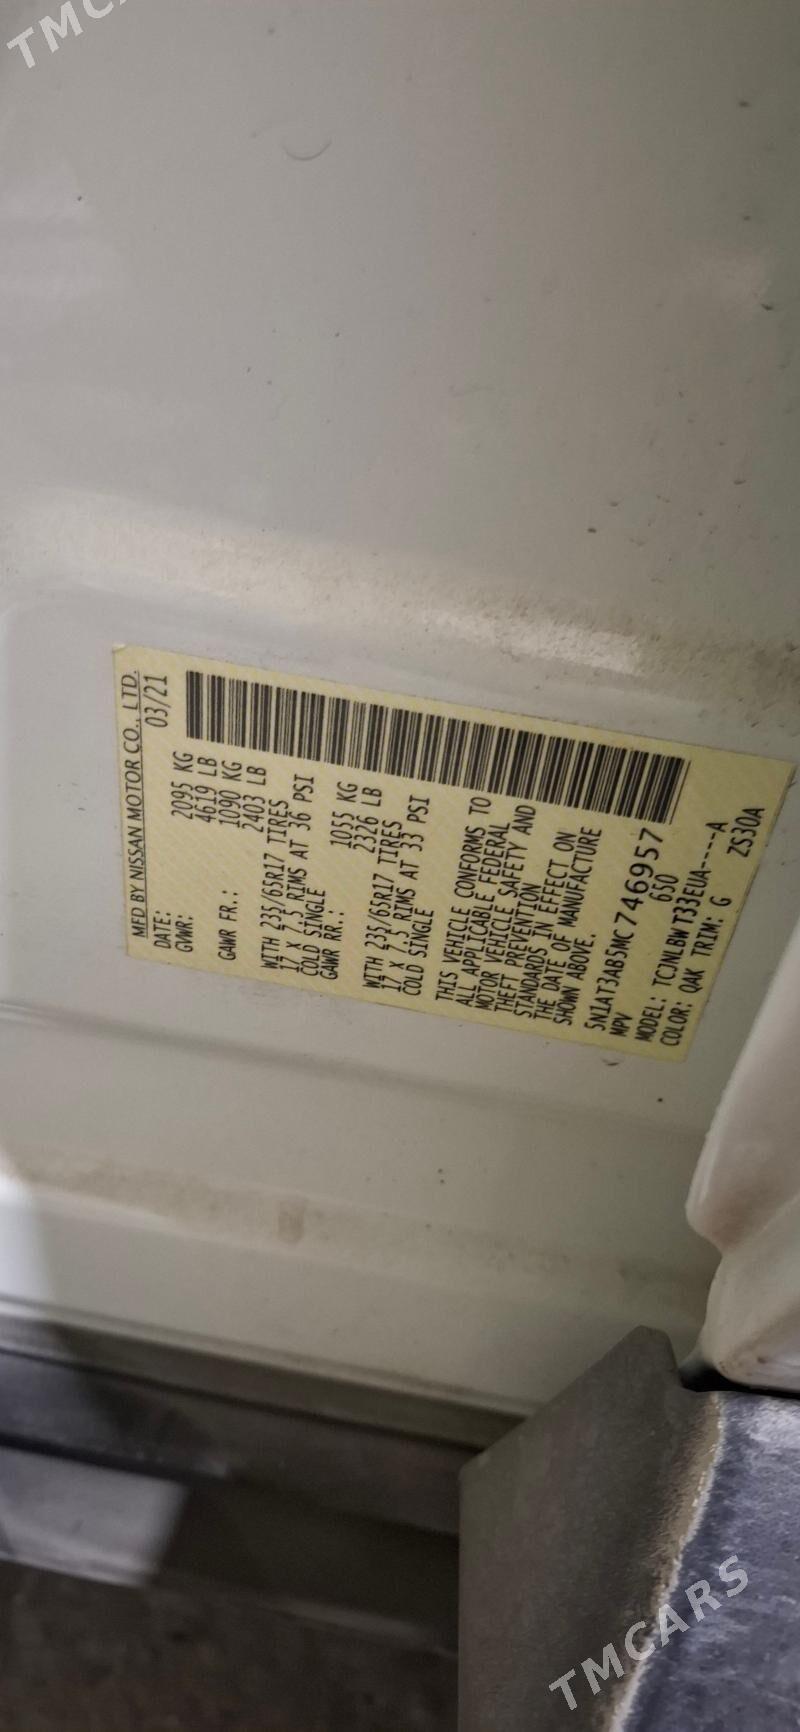 TMCA
MFD BY NISSAN MOTOR CO., LTD.
DATE: 03/21
GVWR: 2095 KG
4619 LB
GAWR FR.: 1090 KG
2403 LB
WITH 235/65R17 TIRES
17 X 7.5 RIMS AT 36 PSI
COLD SINGLE
GAWR RR.: 1055 KG
2326 LB
WITH 235/65R17 TIRES
17 X 7.5 RIMS AT 33 PSI
COLD SINGLE
THIS VEHICLE CONFORMS TO
ALL APPLICABLE FEDERAL
MOTOR VEHICLE SAFETY AND
THEFT PREVENTION
STANDARDS IN EFFECT ON
THE DATE OF MANUFACTURE
SHOWN ABOVE.
5N1AT3AB5MC746957
MPV 650
MODEL: TCJNLBW T33EUA----A
COLOR: QAK TRIM: G ZS30A
TMCARS